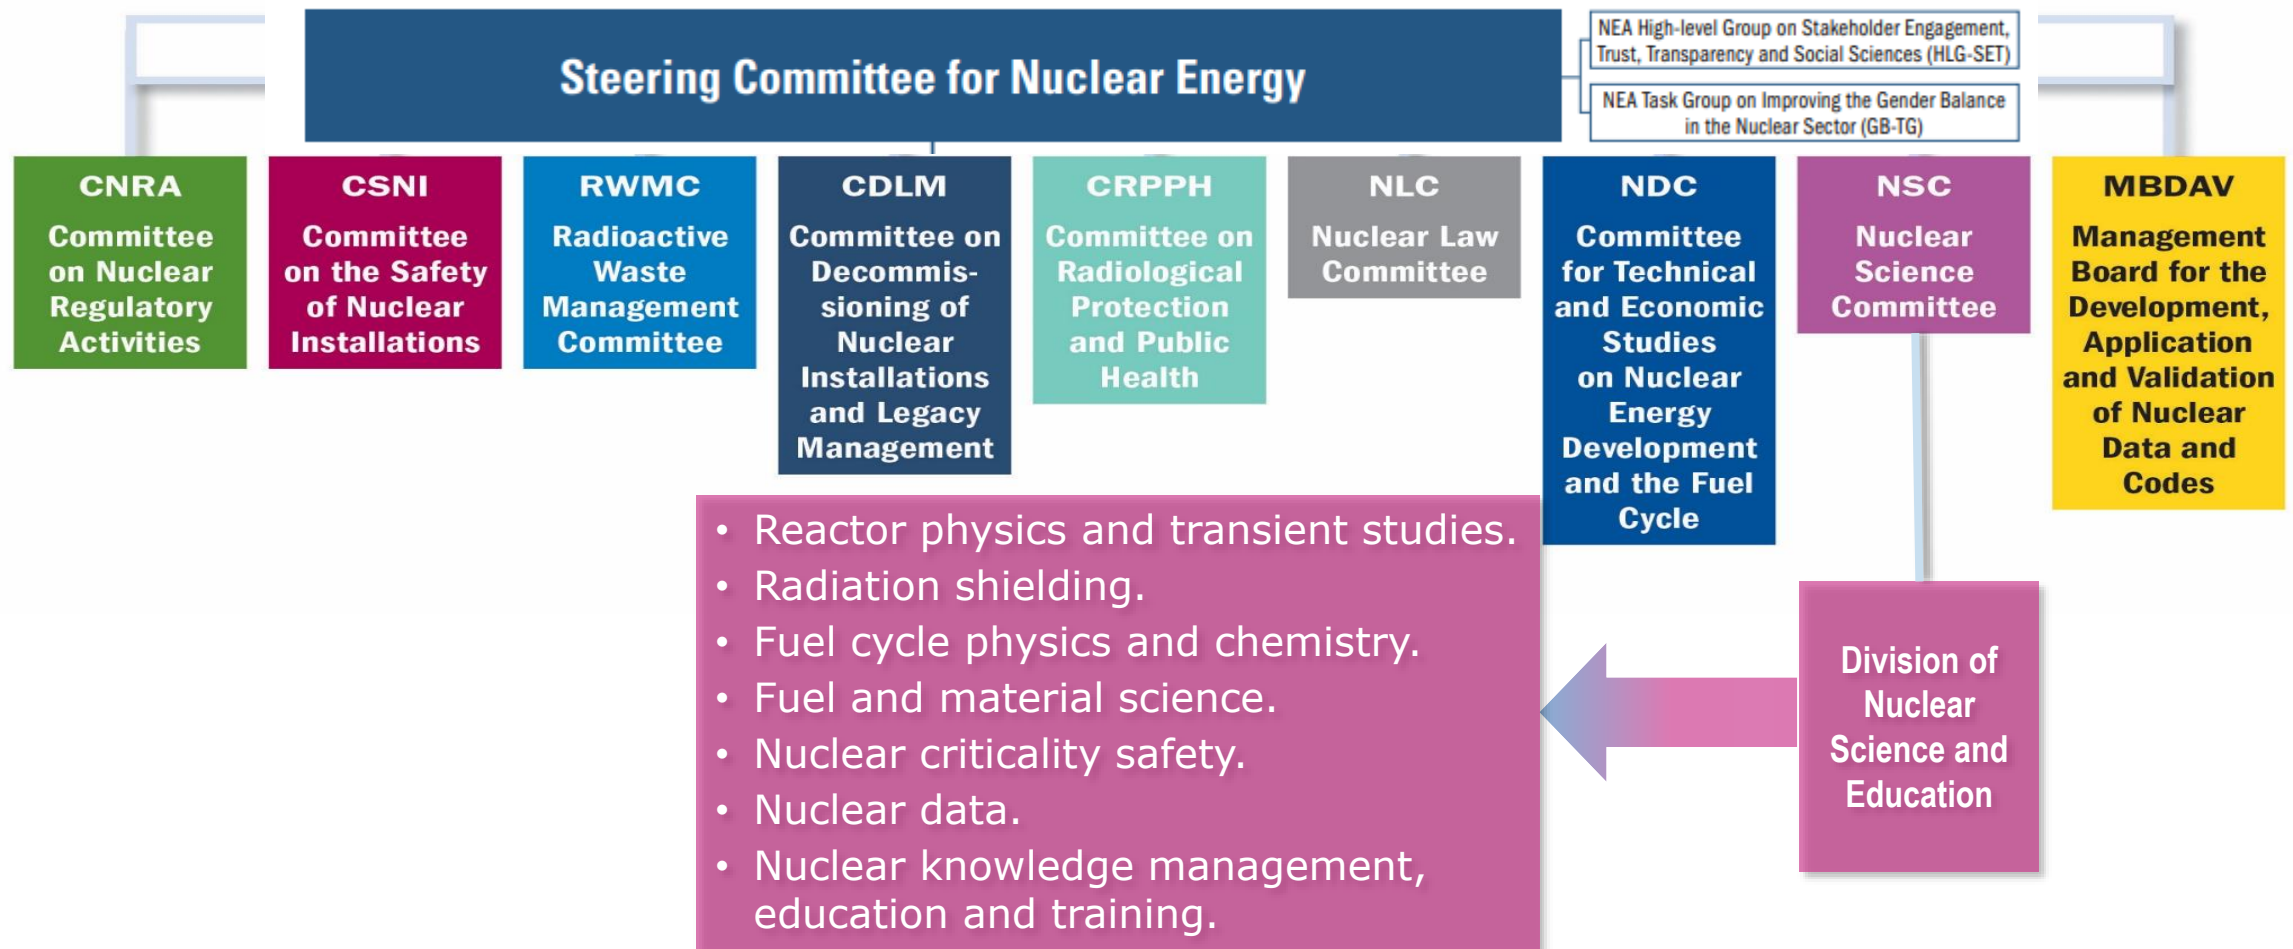 Steering Committee for Nuclear Energy
NEA High-level Group on Stakeholder Engagement,
Trust, Transparency and Social Sciences (HLG-SET)
NEA Task Group on Improving the Gender Balance
in the Nuclear Sector (GB-TG)
CNRA
Committee
on Nuclear
Regulatory
Activities
CSNI
Committee
on the Safety
of Nuclear
Installations
RWMC
Radioactive
Waste
Management
Committee
CDLM
Committee on
Decommis-
sioning of
Nuclear
Installations
and Legacy
Management
CRPPH
Committee on
Radiological
Protection
and Public
Health
NLC
Nuclear Law
Committee
NDC
Committee
for Technical
and Economic
Studies
on Nuclear
Energy
Development
and the Fuel
Cycle
NSC
Nuclear
Science
Committee
MBDAV
Management
Board for the
Development,
Application
and Validation
of Nuclear
Data and
Codes
• Reactor physics and transient studies.
• Radiation shielding.
• Fuel cycle physics and chemistry.
• Fuel and material science.
• Nuclear criticality safety.
• Nuclear data.
• Nuclear knowledge management,
education and training.
Division of
Nuclear
Science and
Education